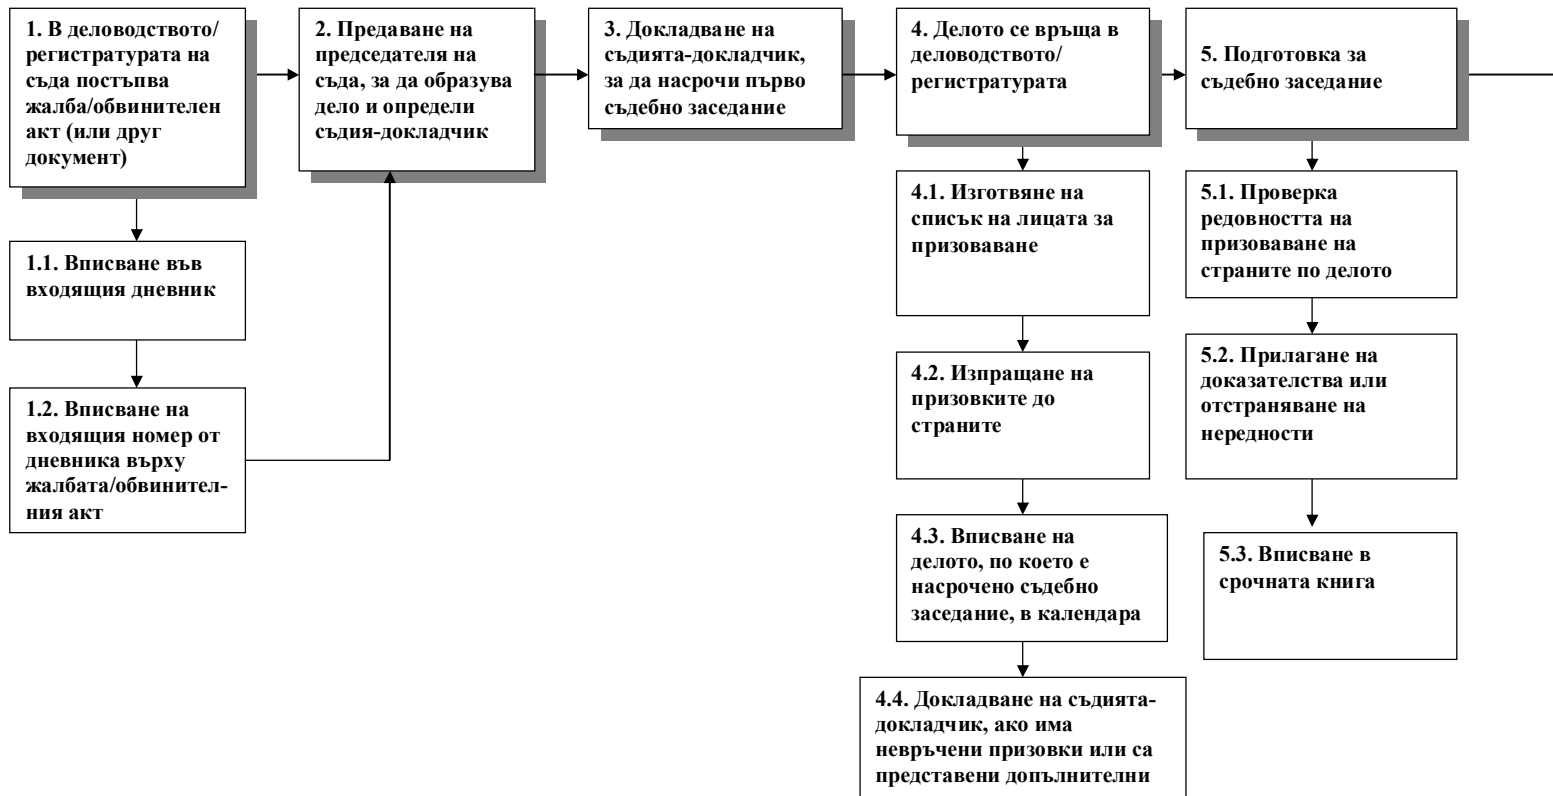 1. В деловодството/
регистратурата на
съда постъпва
жалба/обвинителен
акт (или друг
документ)
1.1. Вписване във
входящия дневник
1.2. Вписване на
входящия номер от
дневника върху
жалбата/обвинител-
ния акт
2. Предаване на
председателя на
съда, за да образува
дело и определи
съдия-докладчик
3. Докладване на
съдията-докладчик,
за да насрочи първо
съдебно заседание
4. Делото се връща в
деловодството/
регистратурата
4.1. Изготвяне на
списък на лицата за
призоваване
4.2. Изпращане на
призовките до
страните
4.3. Вписване на
делото, по което е
насрочено съдебно
заседание, в календара
4.4. Докладване на съдията-
докладчик, ако има
невръчени призовки или са
представени допълнителни
5. Подготовка за
съдебно заседание
5.1. Проверка
редовността на
призоваване на
страните по делото
5.2. Прилагане на
доказателства или
отстраняване на
нередности
5.3. Вписване в
срочната книга